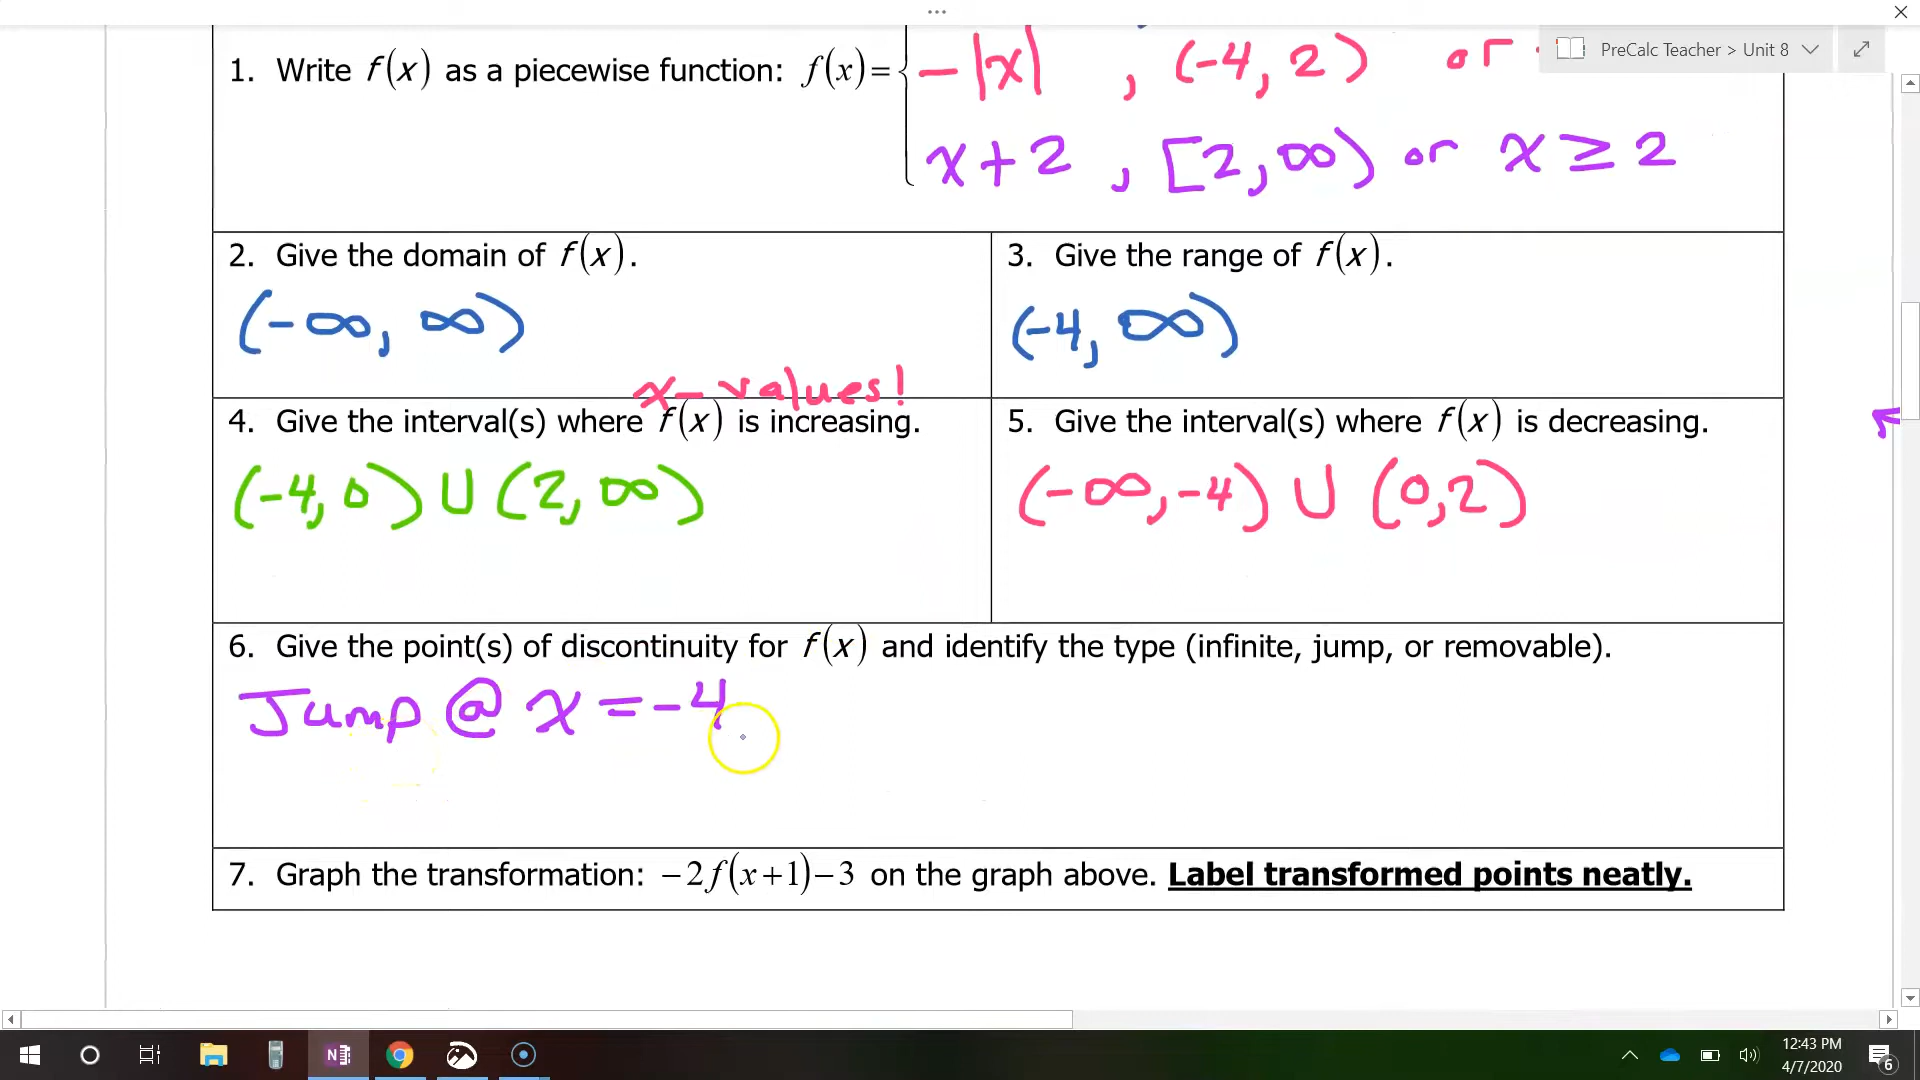 ...
PreCalc Teacher > Unit 8
-|x| , (-4, 2) or
1. Write f(x) as a piecewise function: f(x)=
x+2 , [2,∞) or x ≥ 2
2. Give the domain of f(x).
(-∞, ∞)
3. Give the range of f(x).
(-4, ∞)
x-values!
4. Give the interval(s) where f(x) is increasing.
(-4,0) U (2, ∞)
5. Give the interval(s) where f(x) is decreasing.
(-∞,-4) U (0,2)
6. Give the point(s) of discontinuity for f(x) and identify the type (infinite, jump, or removable).
Jump @ x = -4
7. Graph the transformation: -2f(x+1)-3 on the graph above. Label transformed points neatly.
N
12:43 PM
4/7/2020
6